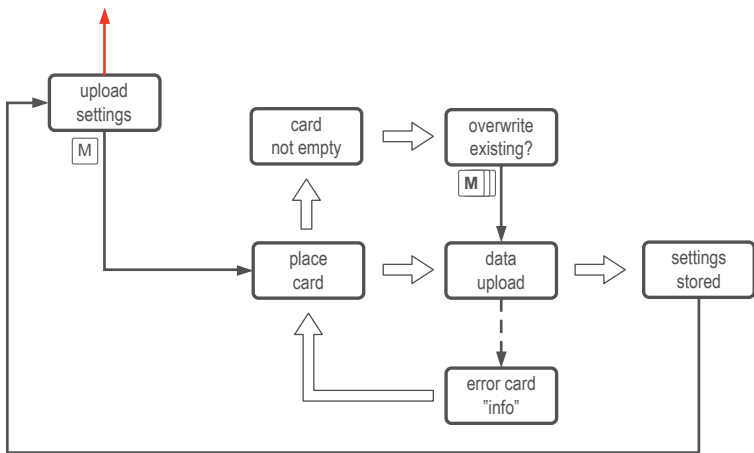 upload
settings
M
card
not empty
overwrite
existing?
M
place
card
data
upload
settings
stored
error card
”info”